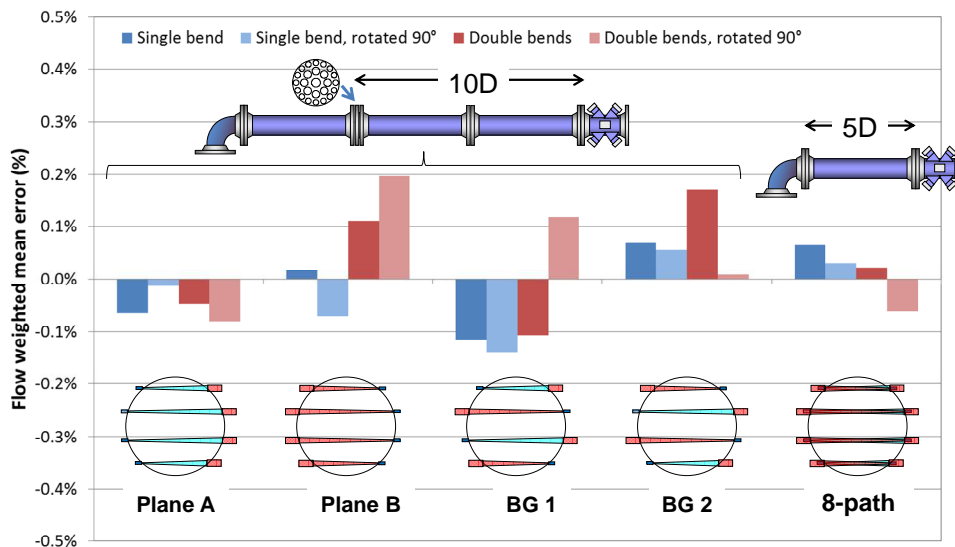 Flow weighted mean error (%)
0.5%
0.4%
0.3%
0.2%
0.1%
0.0%
-0.1%
-0.2%
-0.3%
-0.4%
-0.5%
Single bend
Single bend, rotated 90°
Double bends
Double bends, rotated 90°
10D
5D
Plane A
Plane B
BG 1
BG 2
8-path